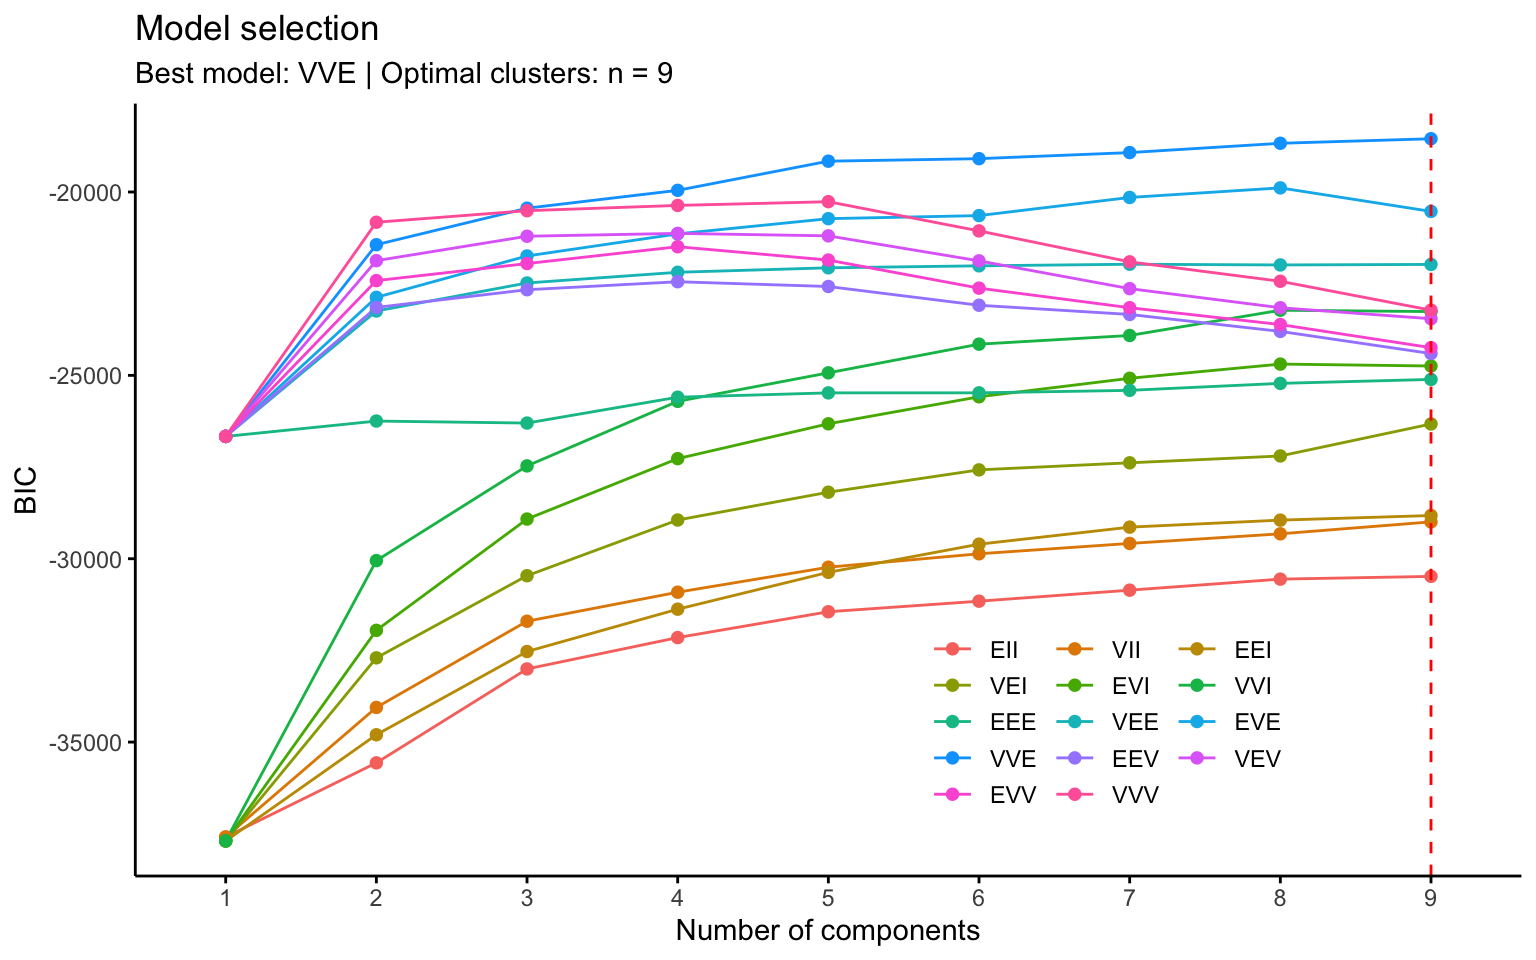 Model selection
Best model: VVE | Optimal clusters: n = 9
BIC
-20000
-25000
-30000
-35000
EII VII EEI
VEI EVI VVI
EEE VEE EVE
VVE EEV VEV
EVV VVV
1 2 3 4 5 6 7 8 9
Number of components